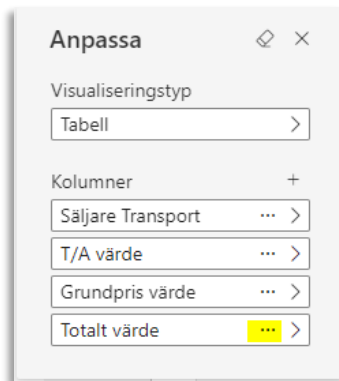 Anpassa
Visualiseringstyp
Tabell
Kolumner
Säljare Transport ...
T/A värde ...
Grundpris värde ...
Totalt värde ...